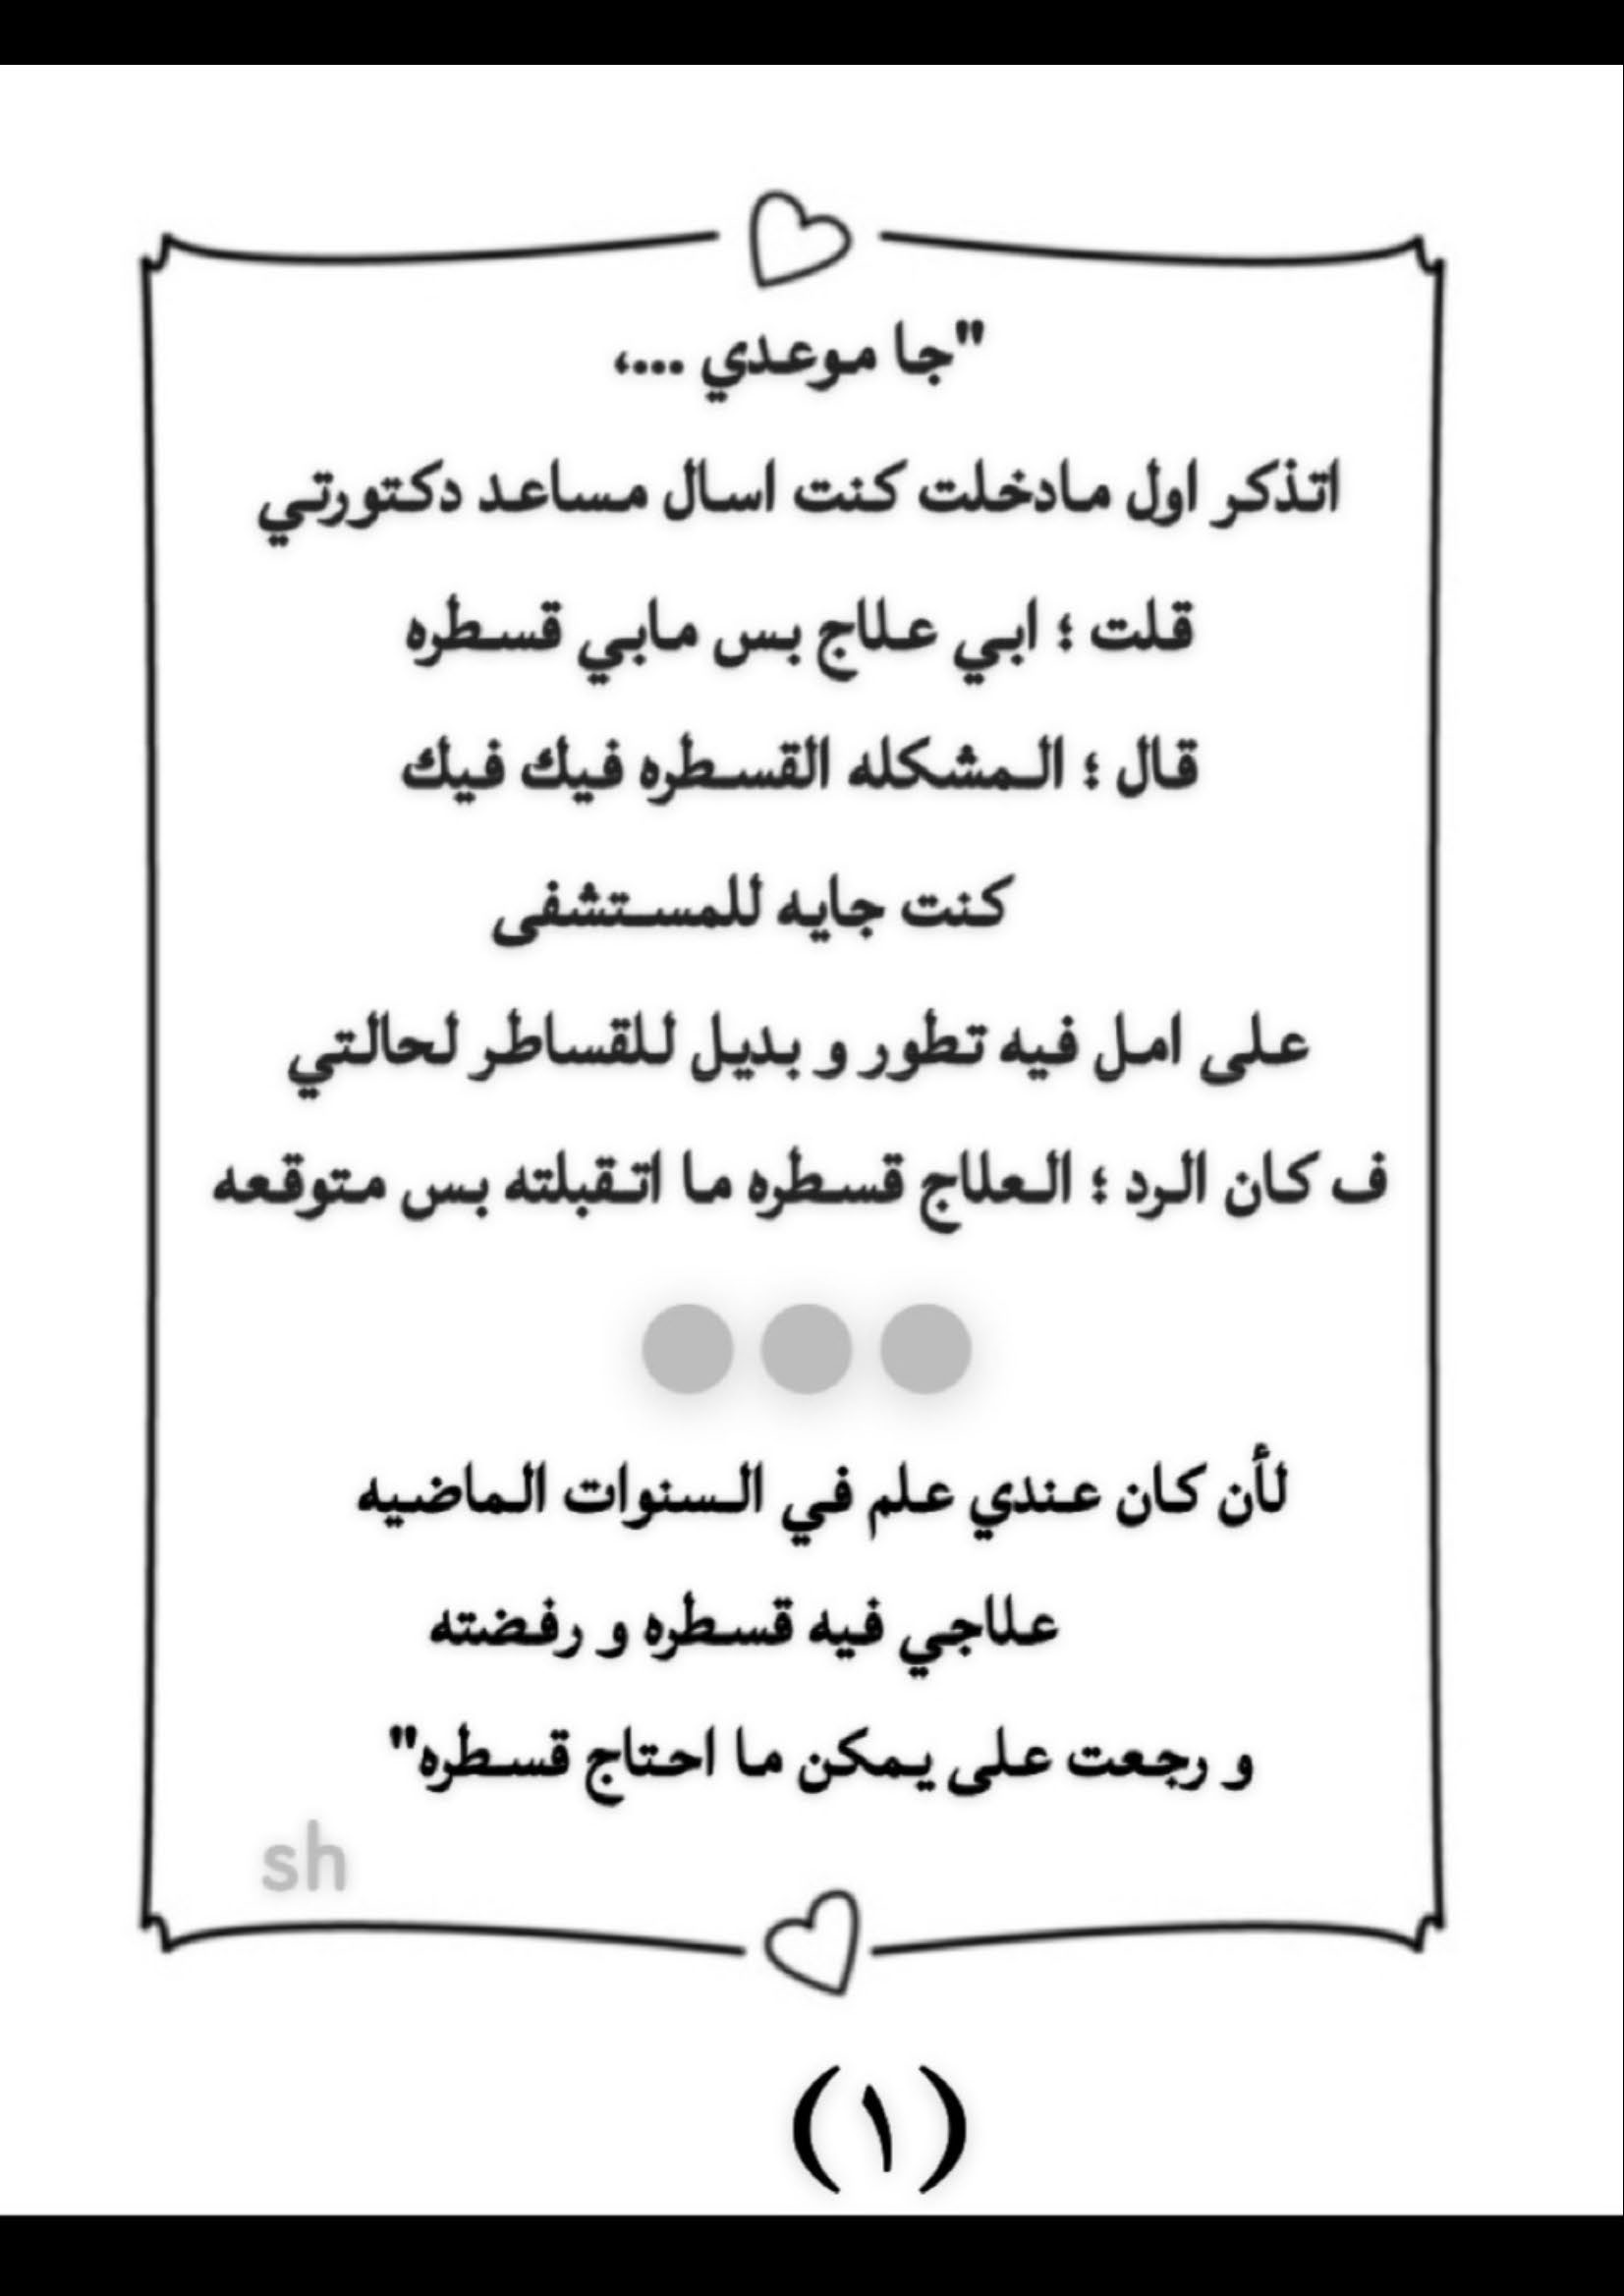 "جا موعدي ...،
اتذكر اول مادخلت كنت اسال مساعد دكتورتي
قلت ؛ ابي علاج بس مابي قسطره
قال ؛ المشكله القسطره فيك فيك
كنت جايه للمستشفى
على امل فيه تطور و بديل للقساطر لحالتي
ف كان الرد ؛ العلاج قسطره ما اتقبلته بس متوقعه
لأن كان عندي علم في السنوات الماضيه
علاجي فيه قسطره و رفضته
و رجعت على يمكن ما احتاج قسطره"
sh
(١)